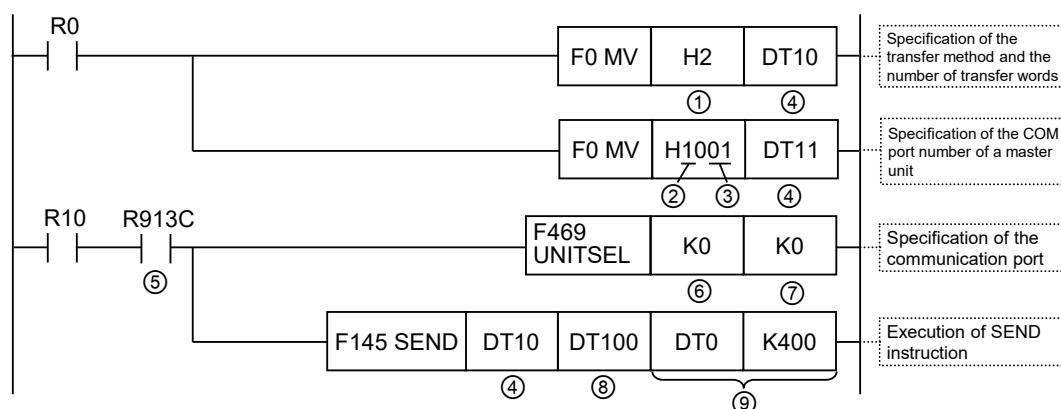 R0
F0 MV H2 DT10
① ④
Specification of the
transfer method and the
number of transfer words
F0 MV H1001 DT11
② ③ ④
Specification of the COM
port number of a master
unit
R10 R913C
⑤
F469
UNITSEL
K0 K0
⑥ ⑦
Specification of the
communication port
F145 SEND DT10 DT100 DT0 K400
④ ⑧ ⑨
Execution of SEND
instruction